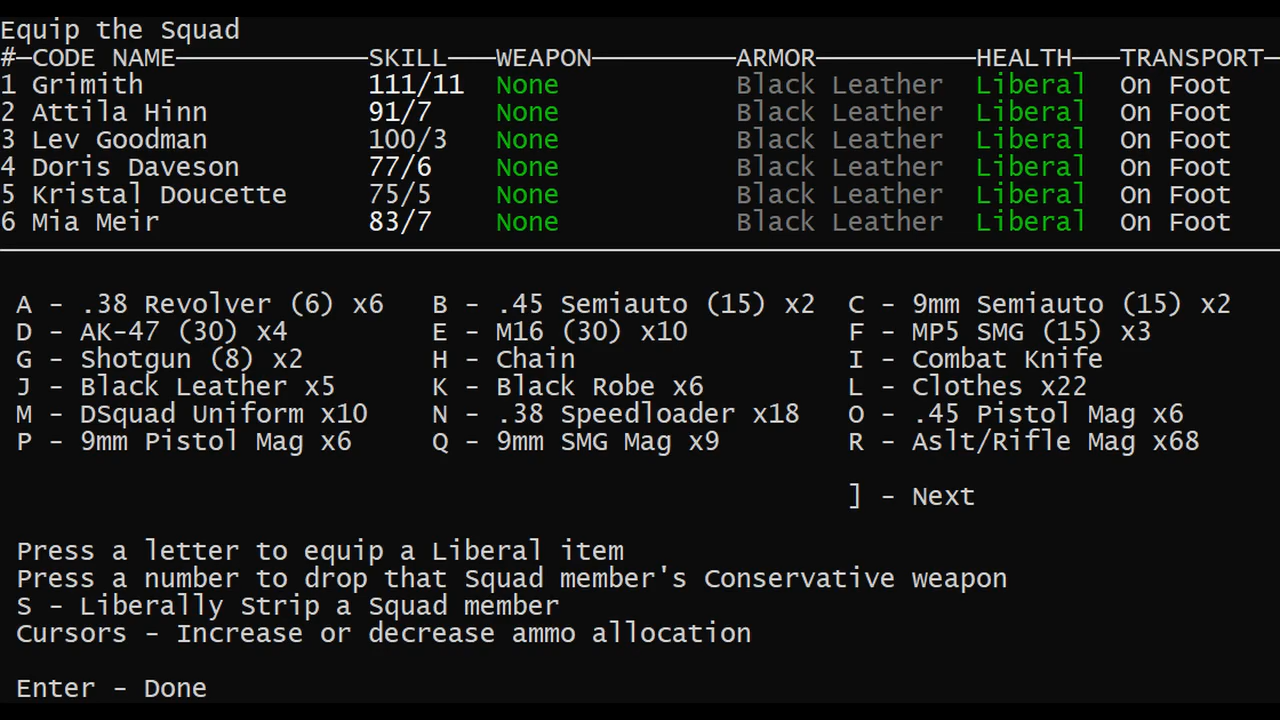 Equip the Squad
#—CODE NAME————————————SKILL———WEAPON—————————ARMOR——————————HEALTH———TRANSPORT—
1 Grimith 111/11 None Black Leather Liberal On Foot
2 Attila Hinn 91/7 None Black Leather Liberal On Foot
3 Lev Goodman 100/3 None Black Leather Liberal On Foot
4 Doris Daveson 77/6 None Black Leather Liberal On Foot
5 Kristal Doucette 75/5 None Black Leather Liberal On Foot
6 Mia Meir 83/7 None Black Leather Liberal On Foot
A - .38 Revolver (6) x6 B - .45 Semiauto (15) x2 C - 9mm Semiauto (15) x2
D - AK-47 (30) x4 E - M16 (30) x10 F - MP5 SMG (15) x3
G - Shotgun (8) x2 H - Chain I - Combat Knife
J - Black Leather x5 K - Black Robe x6 L - Clothes x22
M - DSquad Uniform x10 N - .38 Speedloader x18 O - .45 Pistol Mag x6
P - 9mm Pistol Mag x6 Q - 9mm SMG Mag x9 R - Aslt/Rifle Mag x68
] - Next
Press a letter to equip a Liberal item
Press a number to drop that Squad member's Conservative weapon
S - Liberally Strip a Squad member
Cursors - Increase or decrease ammo allocation
Enter - Done